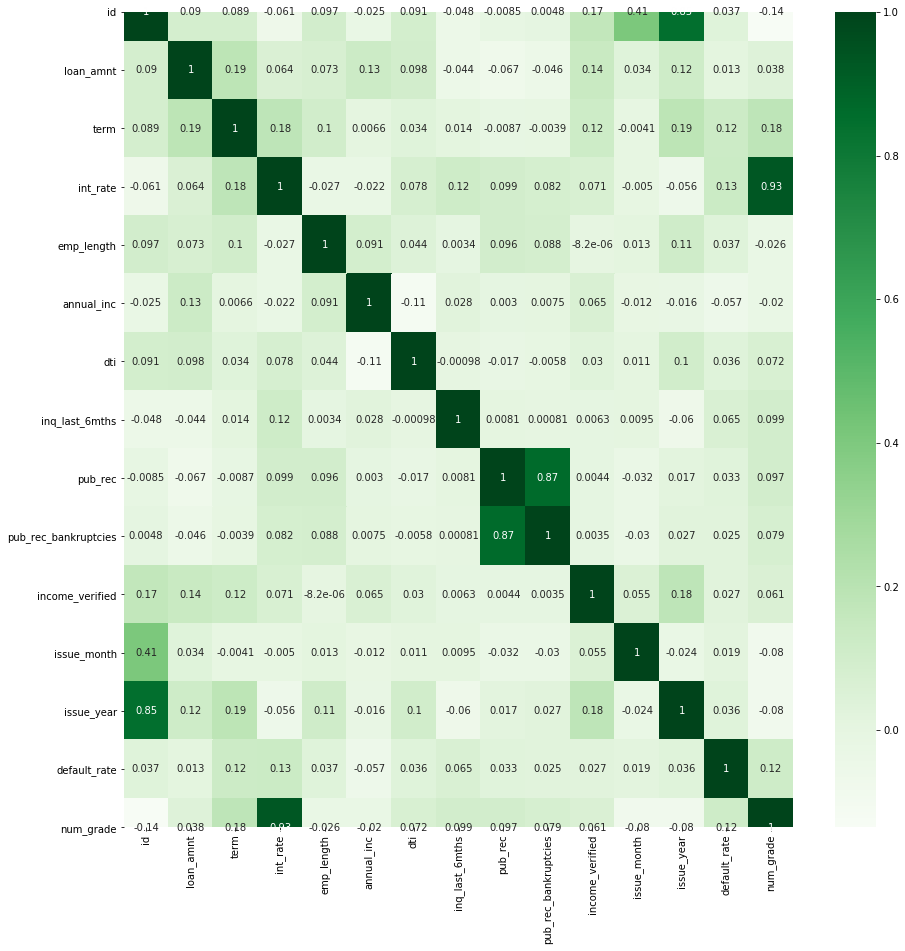 id 1 0.09 0.089 -0.061 0.097 -0.025 0.091 -0.048 -0.0085 0.0048 0.17 0.41 0.85 0.037 -0.14 1.0
loan_amnt 0.09 1 0.19 0.064 0.073 0.13 0.098 -0.044 -0.067 -0.046 0.14 0.034 0.12 0.013 0.038
term 0.089 0.19 1 0.18 0.1 0.0066 0.034 0.014 -0.0087 -0.0039 0.12 -0.0041 0.19 0.12 0.18 0.8
int_rate -0.061 0.064 0.18 1 -0.027 -0.022 0.078 0.12 0.099 0.082 0.071 -0.005 -0.056 0.13 0.93
emp_length 0.097 0.073 0.1 -0.027 1 0.091 0.044 0.0034 0.096 0.088 -8.2e-06 0.013 0.11 0.037 -0.026
annual_inc -0.025 0.13 0.0066 -0.022 0.091 1 -0.11 0.028 0.003 0.0075 0.065 -0.012 -0.016 -0.057 -0.02 0.6
dti 0.091 0.098 0.034 0.078 0.044 -0.11 1 -0.00098 -0.017 -0.0058 0.03 0.011 0.1 0.036 0.072
inq_last_6mths -0.048 -0.044 0.014 0.12 0.0034 0.028 -0.00098 1 0.0081 0.00081 0.0063 0.0095 -0.06 0.065 0.099 0.4
pub_rec -0.0085 -0.067 -0.0087 0.099 0.096 0.003 -0.017 0.0081 1 0.87 0.0044 -0.032 0.017 0.033 0.097
pub_rec_bankruptcies 0.0048 -0.046 -0.0039 0.082 0.088 0.0075 -0.0058 0.00081 0.87 1 0.0035 -0.03 0.027 0.025 0.079
income_verified 0.17 0.14 0.12 0.071 -8.2e-06 0.065 0.03 0.0063 0.0044 0.0035 1 0.055 0.18 0.027 0.061 0.2
issue_month 0.41 0.034 -0.0041 -0.005 0.013 -0.012 0.011 0.0095 -0.032 -0.03 0.055 1 -0.024 0.019 -0.08
issue_year 0.85 0.12 0.19 -0.056 0.11 -0.016 0.1 -0.06 0.017 0.027 0.18 -0.024 1 0.036 -0.08 0.0
default_rate 0.037 0.013 0.12 0.13 0.037 -0.057 0.036 0.065 0.033 0.025 0.027 0.019 0.036 1 0.12
num_grade -0.14 0.038 0.18 0.93 -0.026 -0.02 0.072 0.099 0.097 0.079 0.061 -0.08 -0.08 0.12 1
id loan_amnt term int_rate emp_length annual_inc dti inq_last_6mths pub_rec pub_rec_bankruptcies income_verified issue_month issue_year default_rate num_grade